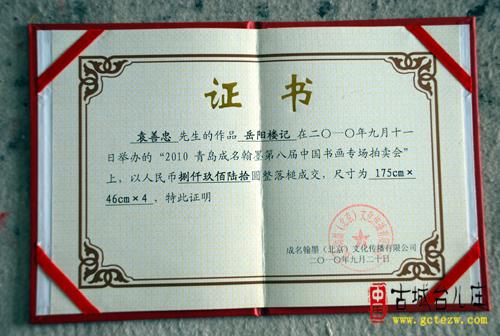 证书
袁善忠 先生的作品 岳阳楼记 在二〇一〇年九月十一
日举办的“2010 青岛成名翰墨第八届中国书画专场拍卖会”
上，以人民币捌仟玖佰陆拾圆整落槌成交，尺寸为 175cm×
46cm×4，特此证明
成名翰墨（北京）文化传播有限公司
二〇一〇年九月二十日
古城台儿庄
www.gctezw.com